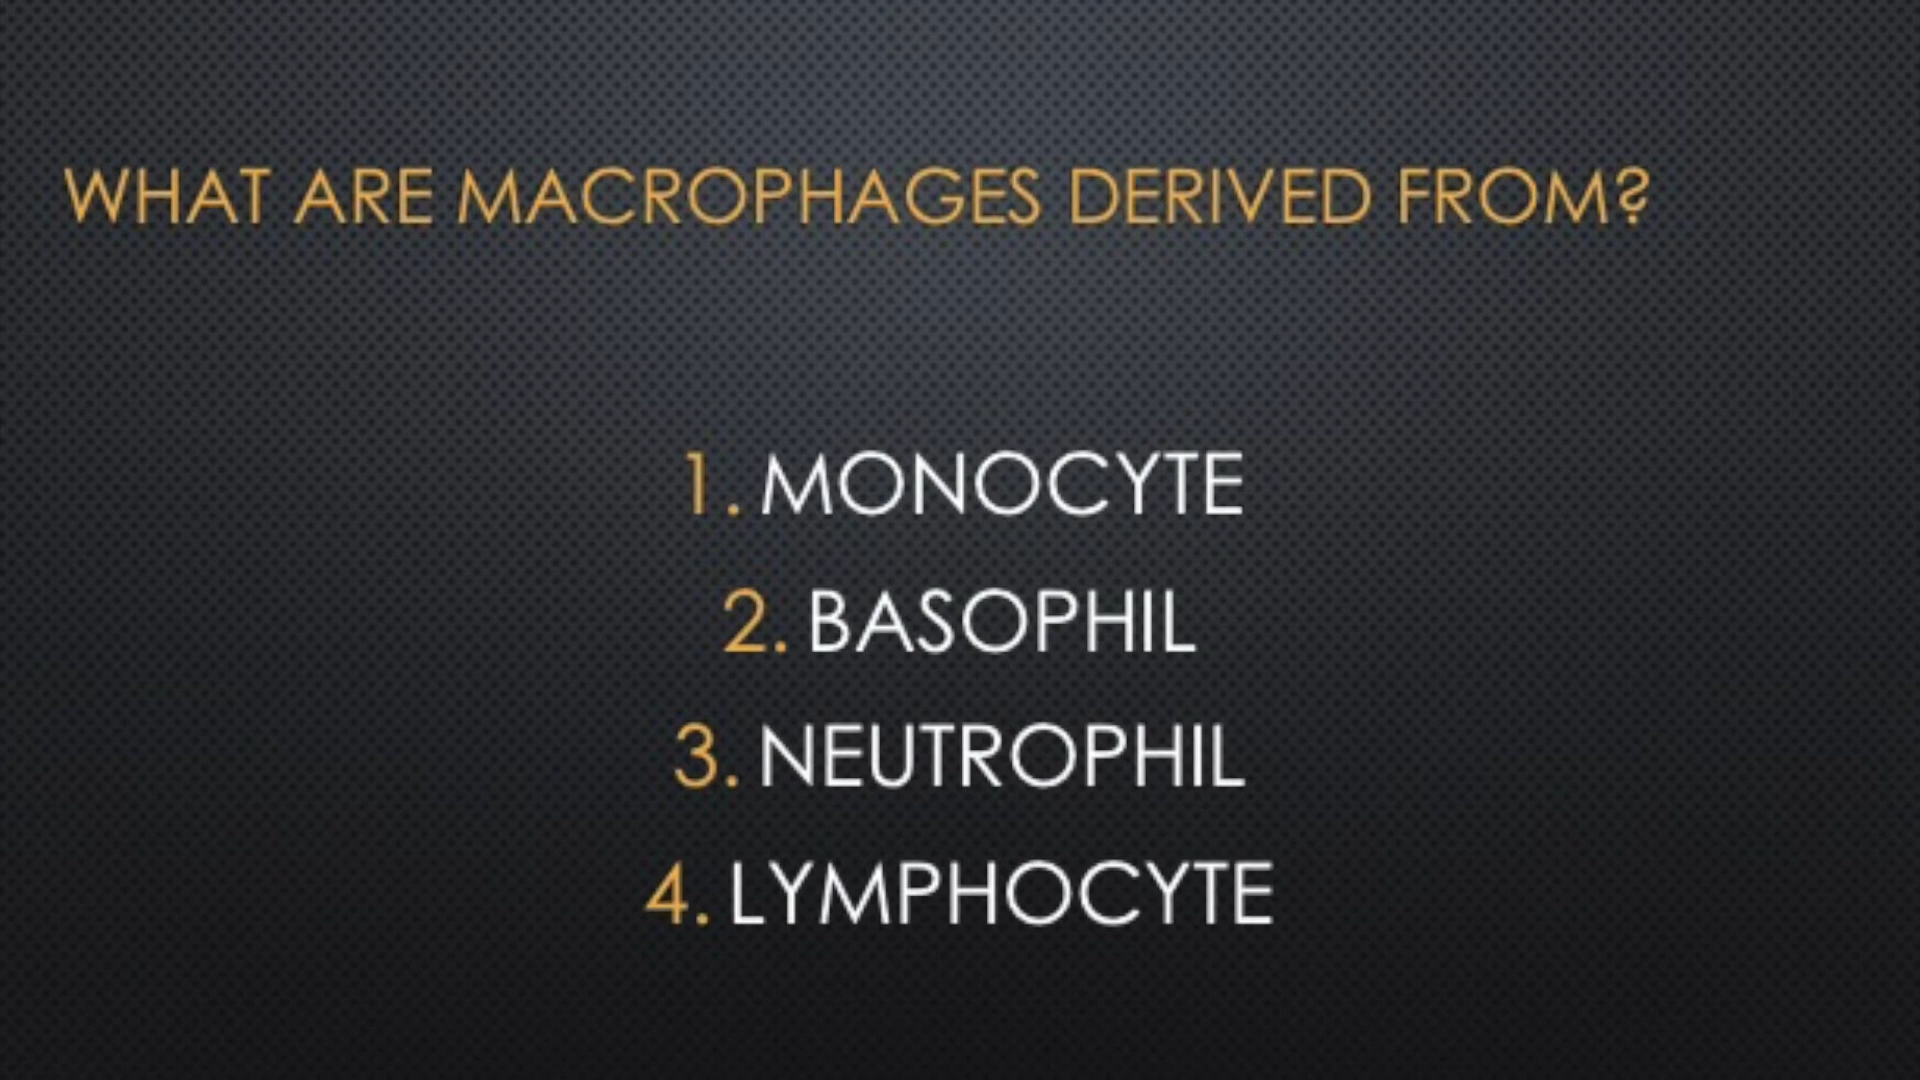 WHAT ARE MACROPHAGES DERIVED FROM?
1. MONOCYTE
2. BASOPHIL
3. NEUTROPHIL
4. LYMPHOCYTE